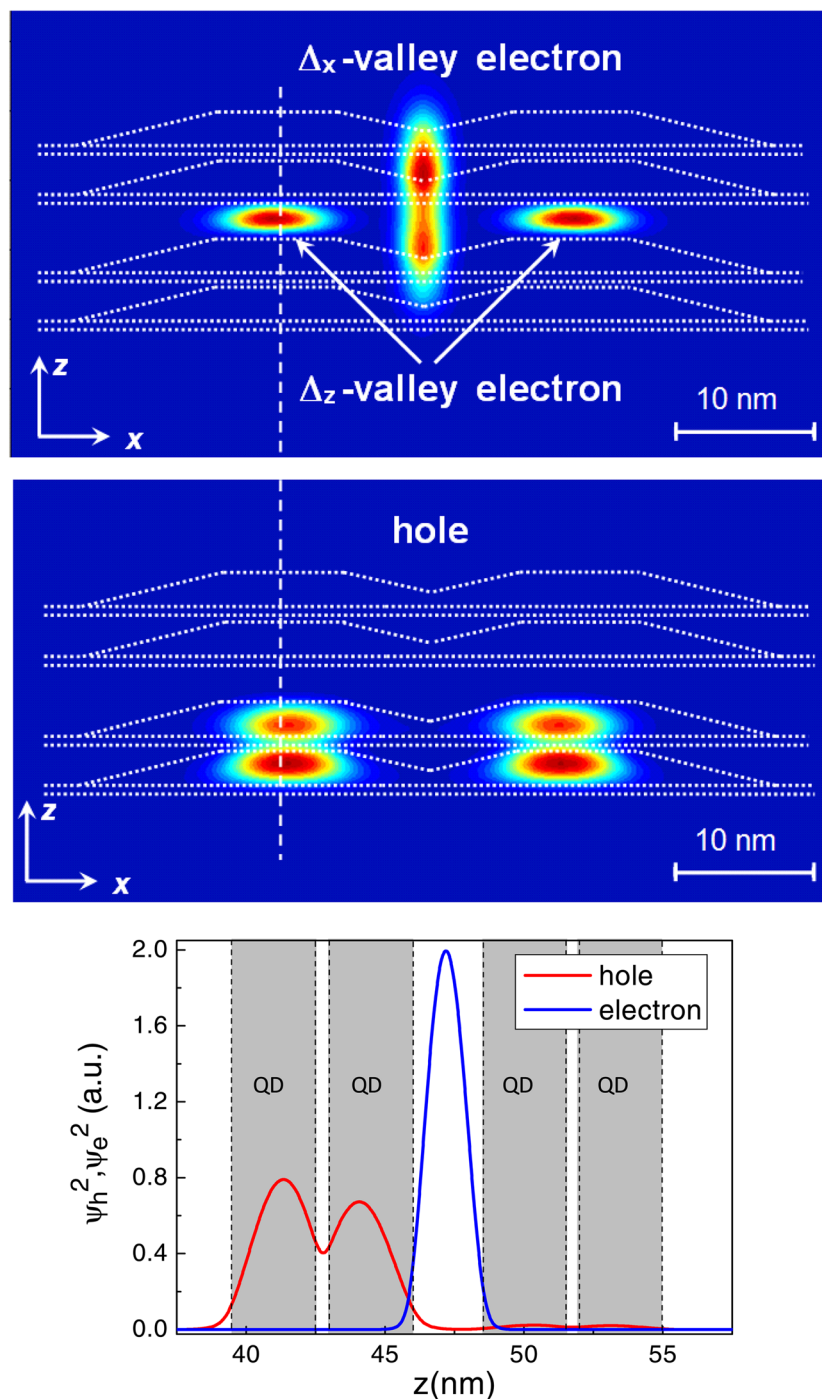 Δx-valley electron
Δz-valley electron
z
x
10 nm
hole
z
x
10 nm
2.0
1.6
1.2
0.8
0.4
0.0
ψh²,ψe² (a.u.)
hole
electron
QD
QD
QD
QD
40
45
50
55
z(nm)